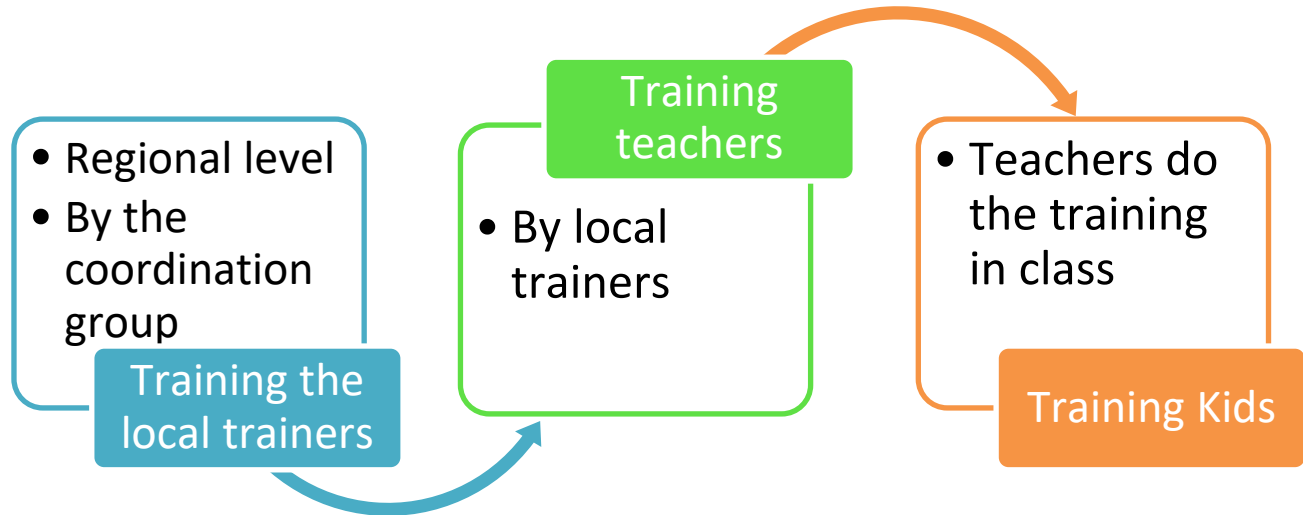 • Regional level
• By the
coordination
group
Training the
local trainers
Training
teachers
• By local
trainers
• Teachers do
the training
in class
Training Kids